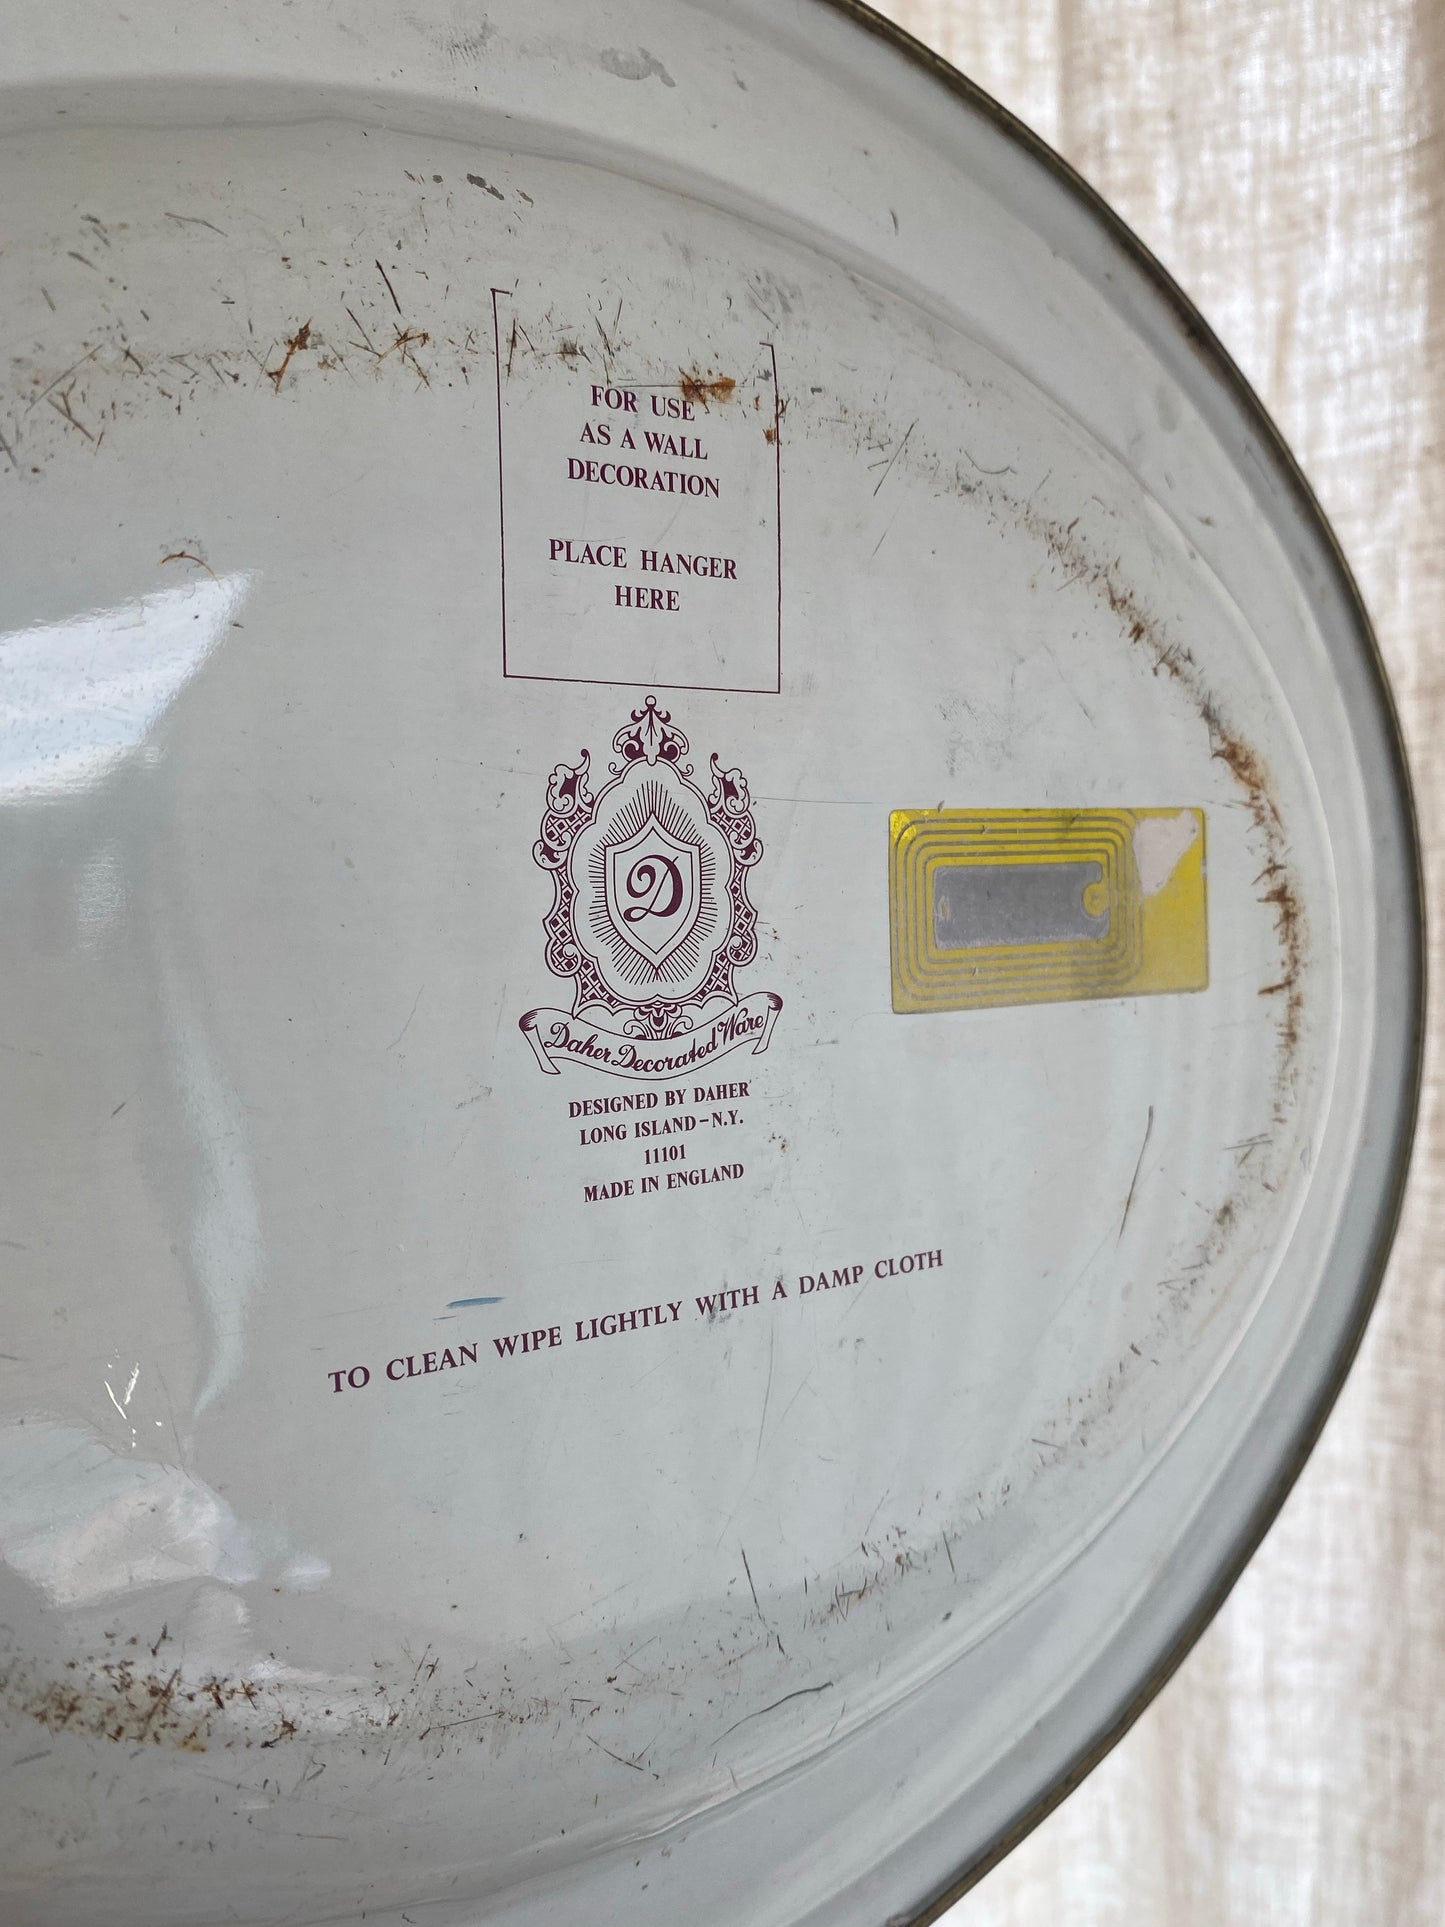 FOR USE
AS A WALL
DECORATION
PLACE HANGER
HERE
D
Daher Decorated Ware
DESIGNED BY DAHER
LONG ISLAND-N.Y.
11101
MADE IN ENGLAND
TO CLEAN WIPE LIGHTLY WITH A DAMP CLOTH